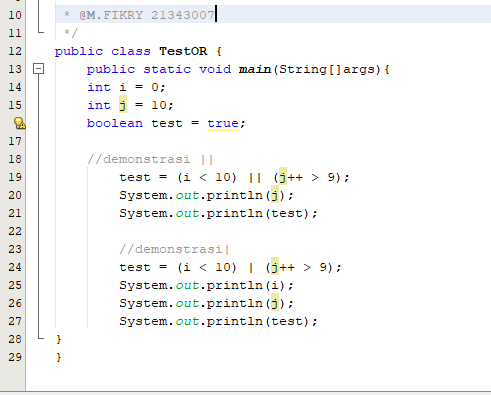 10 * @M.FIKRY 21343007
11 */
12 public class TestOR {
13 public static void main(String[]args){
14 int i = 0;
15 int j = 10;
boolean test = true;
17
18 //demonstrasi ||
19 test = (i < 10) || (j++ > 9);
20 System.out.println(j);
21 System.out.println(test);
22
23 //demonstrasi|
24 test = (i < 10) | (j++ > 9);
25 System.out.println(i);
26 System.out.println(j);
27 System.out.println(test);
28 }
29 }